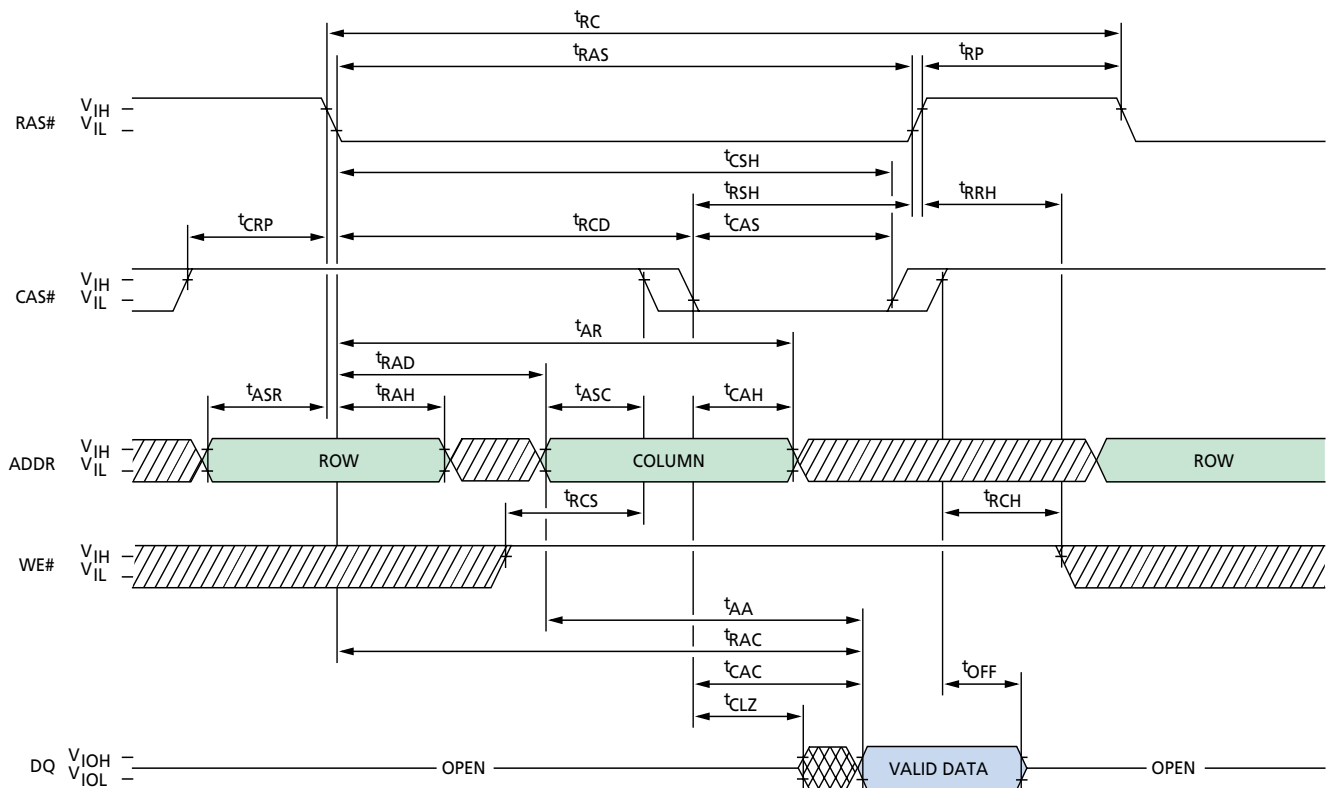 tRC
tRAS
tRP
RAS#
VIH
VIL
tCSH
tRSH
tRRH
tCRP
tRCD
tCAS
CAS#
VIH
VIL
tAR
tRAD
tASR
tRAH
tASC
tCAH
ADDR
VIH
VIL
ROW
COLUMN
ROW
tRCS
tRCH
WE#
VIH
VIL
tAA
tRAC
tCAC
tOFF
tCLZ
DQ
VIOH
VIOL
OPEN
VALID DATA
OPEN